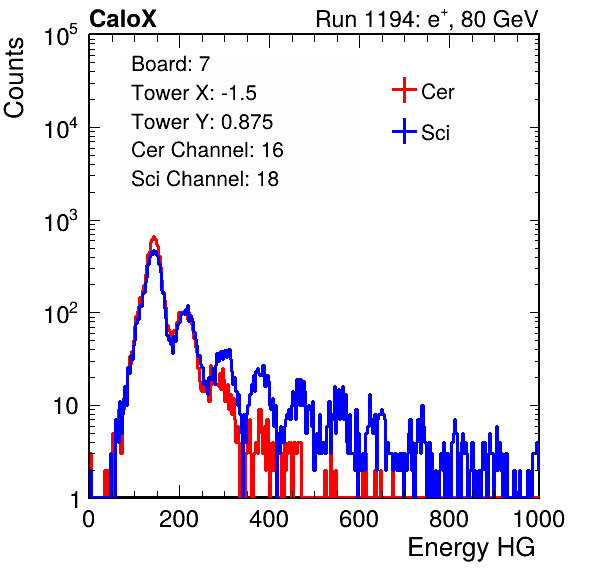 CaloX Run 1194: e⁺, 80 GeV
Counts
10⁵
10⁴
10³
10²
10
1
Board: 7
Tower X: -1.5
Tower Y: 0.875
Cer Channel: 16
Sci Channel: 18
Cer
Sci
0 200 400 600 800 1000
Energy HG